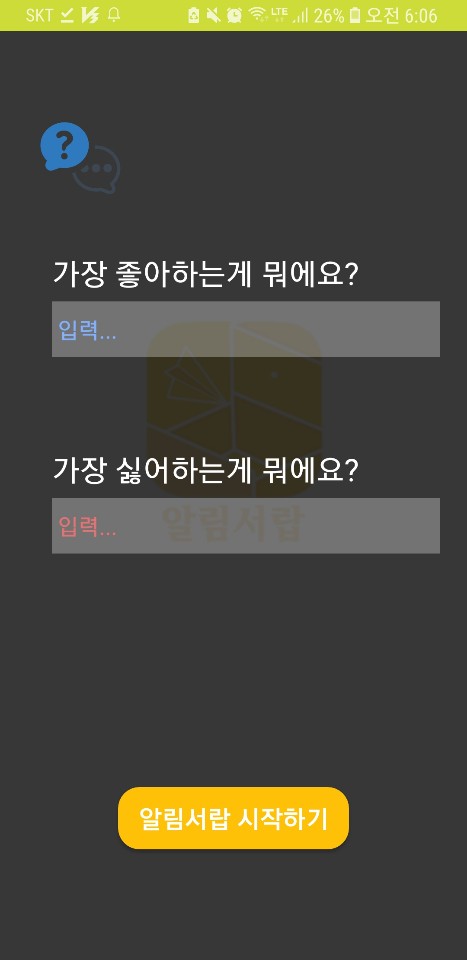 SKT LTE 26% 오전 6:06
가장 좋아하는게 뭐에요?
입력...
가장 싫어하는게 뭐에요?
입력...
알림서랍
알림서랍 시작하기